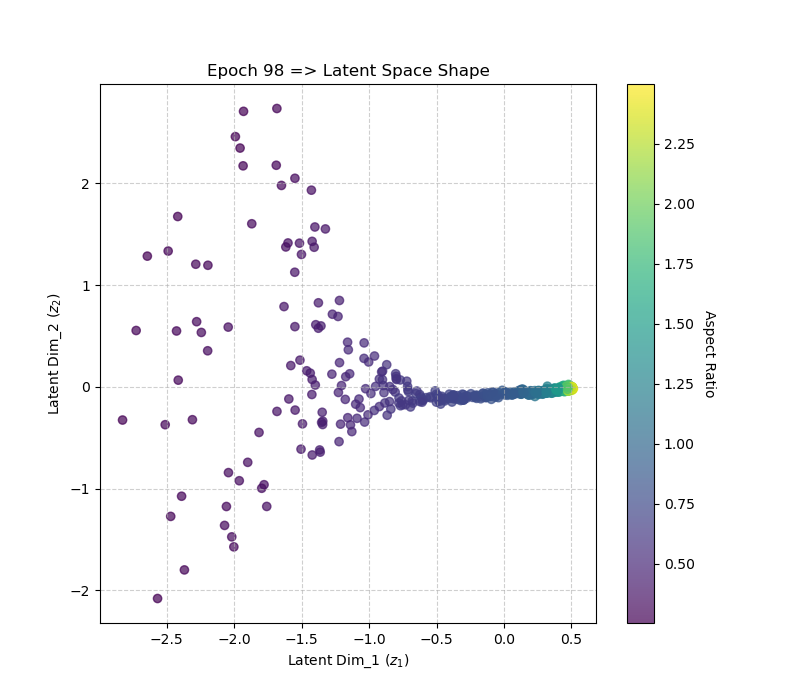 Epoch 98 => Latent Space Shape
2
1
0
−1
−2
Latent Dim_2 (z₂)
−2.5 −2.0 −1.5 −1.0 −0.5 0.0 0.5
Latent Dim_1 (z₁)
2.25
2.00
1.75
1.50
1.25
1.00
0.75
0.50
Aspect Ratio